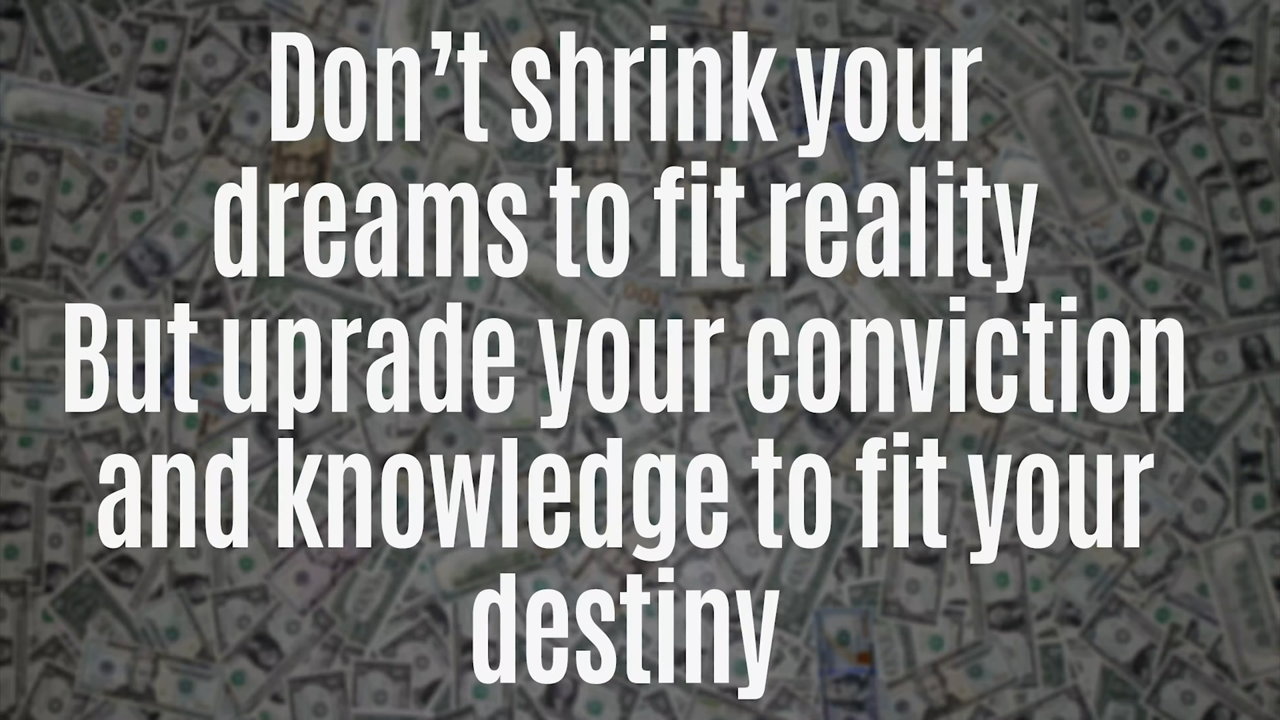 Don’t shrink your
dreams to fit reality
But uprade your conviction
and knowledge to fit your
destiny